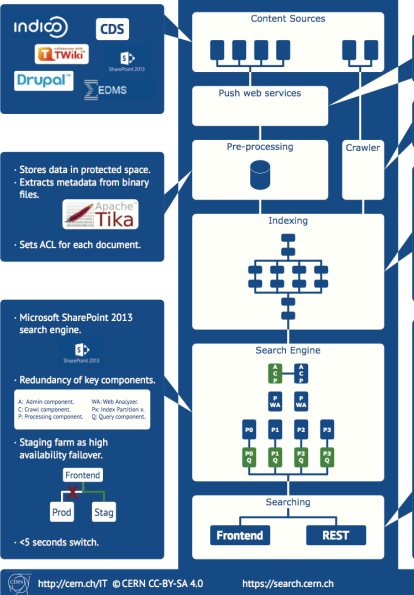 indico
CDS
collaborate with
TWiki
SharePoint 2013
Drupal™
EDMS
· Stores data in protected space.
· Extracts metadata from binary
files.
Apache
Tika
· Sets ACL for each document.
· Microsoft SharePoint 2013
search engine.
SharePoint 2013
· Redundancy of key components.
A: Admin component.
C: Crawl component.
P: Processing component.
WA: Web Analyzer.
Px: Index Partition x.
Q: Query component.
· Staging farm as high
availability failover.
Frontend
X
Prod
Stag
· <5 seconds switch.
Content Sources
Push web services
Pre-processing
Crawler
Indexing
Search Engine
A
C
P
A
C
P
P
WA
P
WA
P0
P1
P2
P3
P0
Q
P1
Q
P2
Q
P3
Q
Searching
Frontend
REST
CERN
http://cern.ch/IT ©CERN CC-BY-SA 4.0
https://search.cern.ch